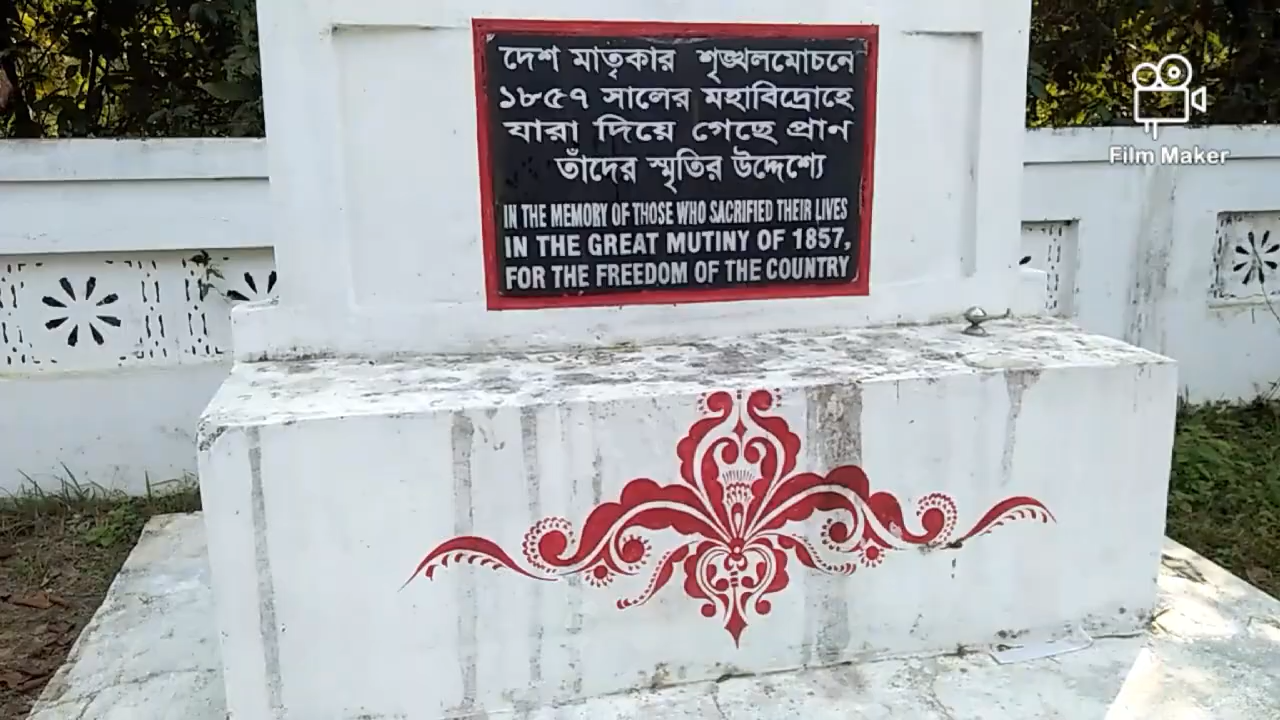 দেশ মাতৃকার শৃঙ্খলমোচনে
১৮৫৭ সালের মহাবিদ্রোহে
যারা দিয়ে গেছে প্রাণ
তাঁদের স্মৃতির উদ্দেশ্যে
IN THE MEMORY OF THOSE WHO SACRIFIED THEIR LIVES
IN THE GREAT MUTINY OF 1857,
FOR THE FREEDOM OF THE COUNTRY
Film Maker